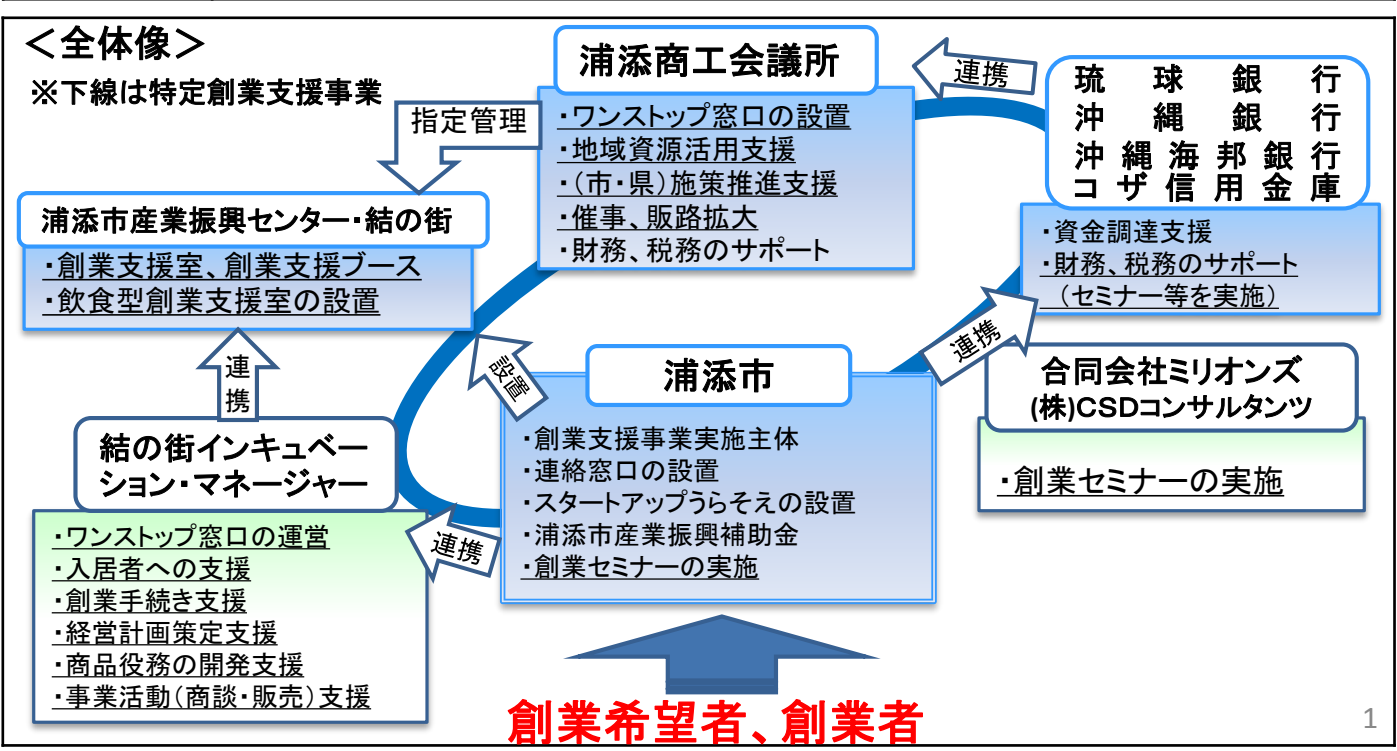 ＜全体像＞
※下線は特定創業支援事業
浦添商工会議所
・ワンストップ窓口の設置
・地域資源活用支援
・(市・県)施策推進支援
・催事、販路拡大
・財務、税務のサポート
連携
琉球銀行
沖縄銀行
沖縄海邦銀行
コザ信用金庫
・資金調達支援
・財務、税務のサポート
(セミナー等を実施)
指定管理
浦添市産業振興センター・結の街
・創業支援室、創業支援ブース
・飲食型創業支援室の設置
連携
設置
浦添市
・創業支援事業実施主体
・連絡窓口の設置
・スタートアップうらそえの設置
・浦添市産業振興補助金
・創業セミナーの実施
連携
合同会社ミリオンズ
(株)CSDコンサルタンツ
・創業セミナーの実施
結の街インキュベー
ション・マネージャー
・ワンストップ窓口の運営
・入居者への支援
・創業手続き支援
・経営計画策定支援
・商品役務の開発支援
・事業活動(商談・販売)支援
連携
創業希望者、創業者
1